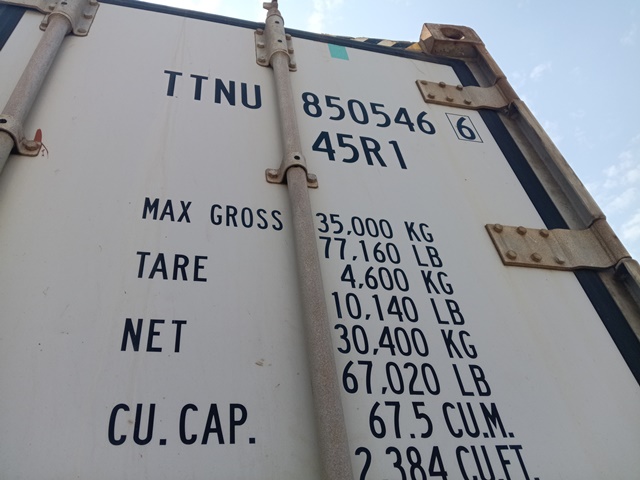 TTNU 850546 6
45R1
MAX GROSS 35,000 KG
77,160 LB
TARE 4,600 KG
10,140 LB
NET 30,400 KG
67,020 LB
CU. CAP. 67.5 CU.M.
2,384 CU.FT.